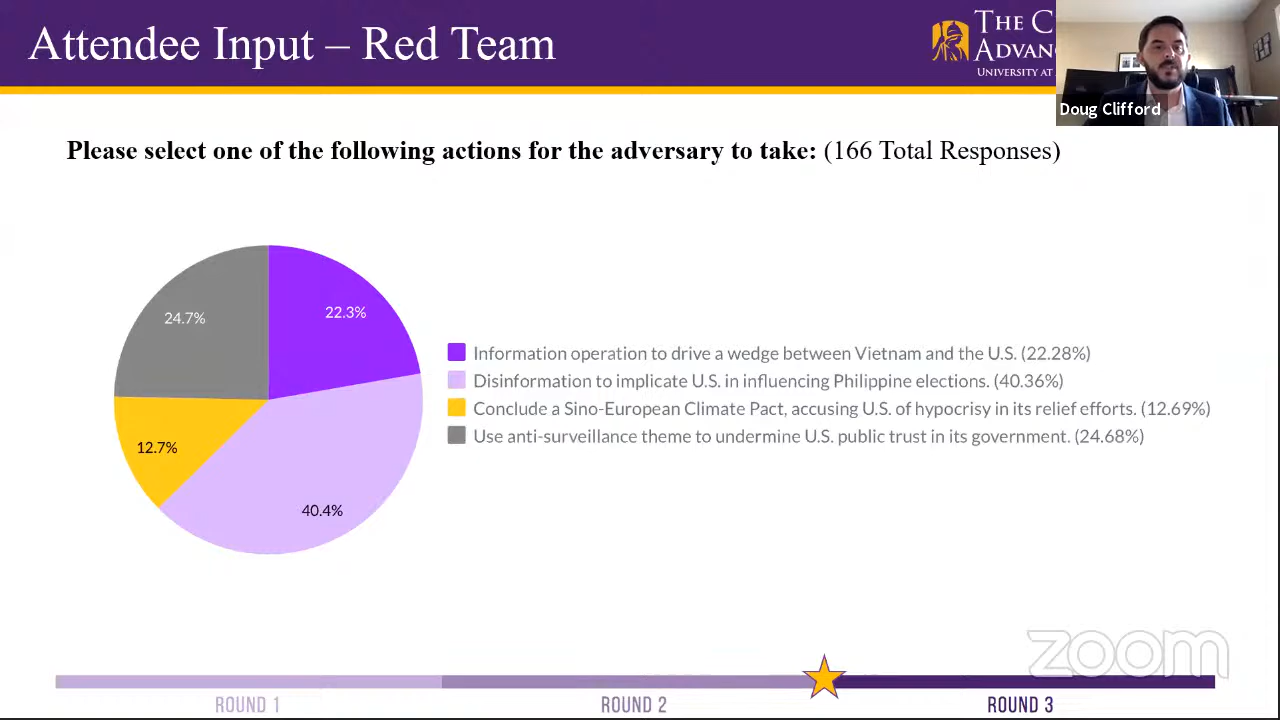 Attendee Input – Red Team
THE C
ADVAN
UNIVERSITY AT
Doug Clifford
Please select one of the following actions for the adversary to take: (166 Total Responses)
24.7%
22.3%
12.7%
40.4%
Information operation to drive a wedge between Vietnam and the U.S. (22.28%)
Disinformation to implicate U.S. in influencing Philippine elections. (40.36%)
Conclude a Sino-European Climate Pact, accusing U.S. of hypocrisy in its relief efforts. (12.69%)
Use anti-surveillance theme to undermine U.S. public trust in its government. (24.68%)
zoom
ROUND 1
ROUND 2
ROUND 3